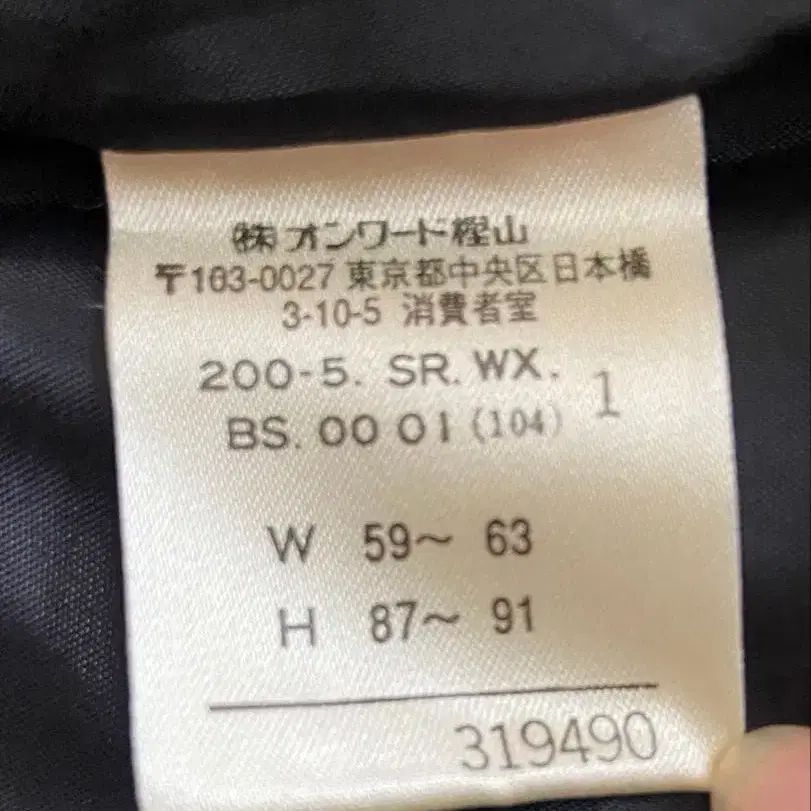 ㈱オンワード樫山
〒103-0027 東京都中央区日本橋
3-10-5 消費者室
200-5. SR. WX. 1
BS. 00 01 (104)
W 59~ 63
H 87~ 91
319490